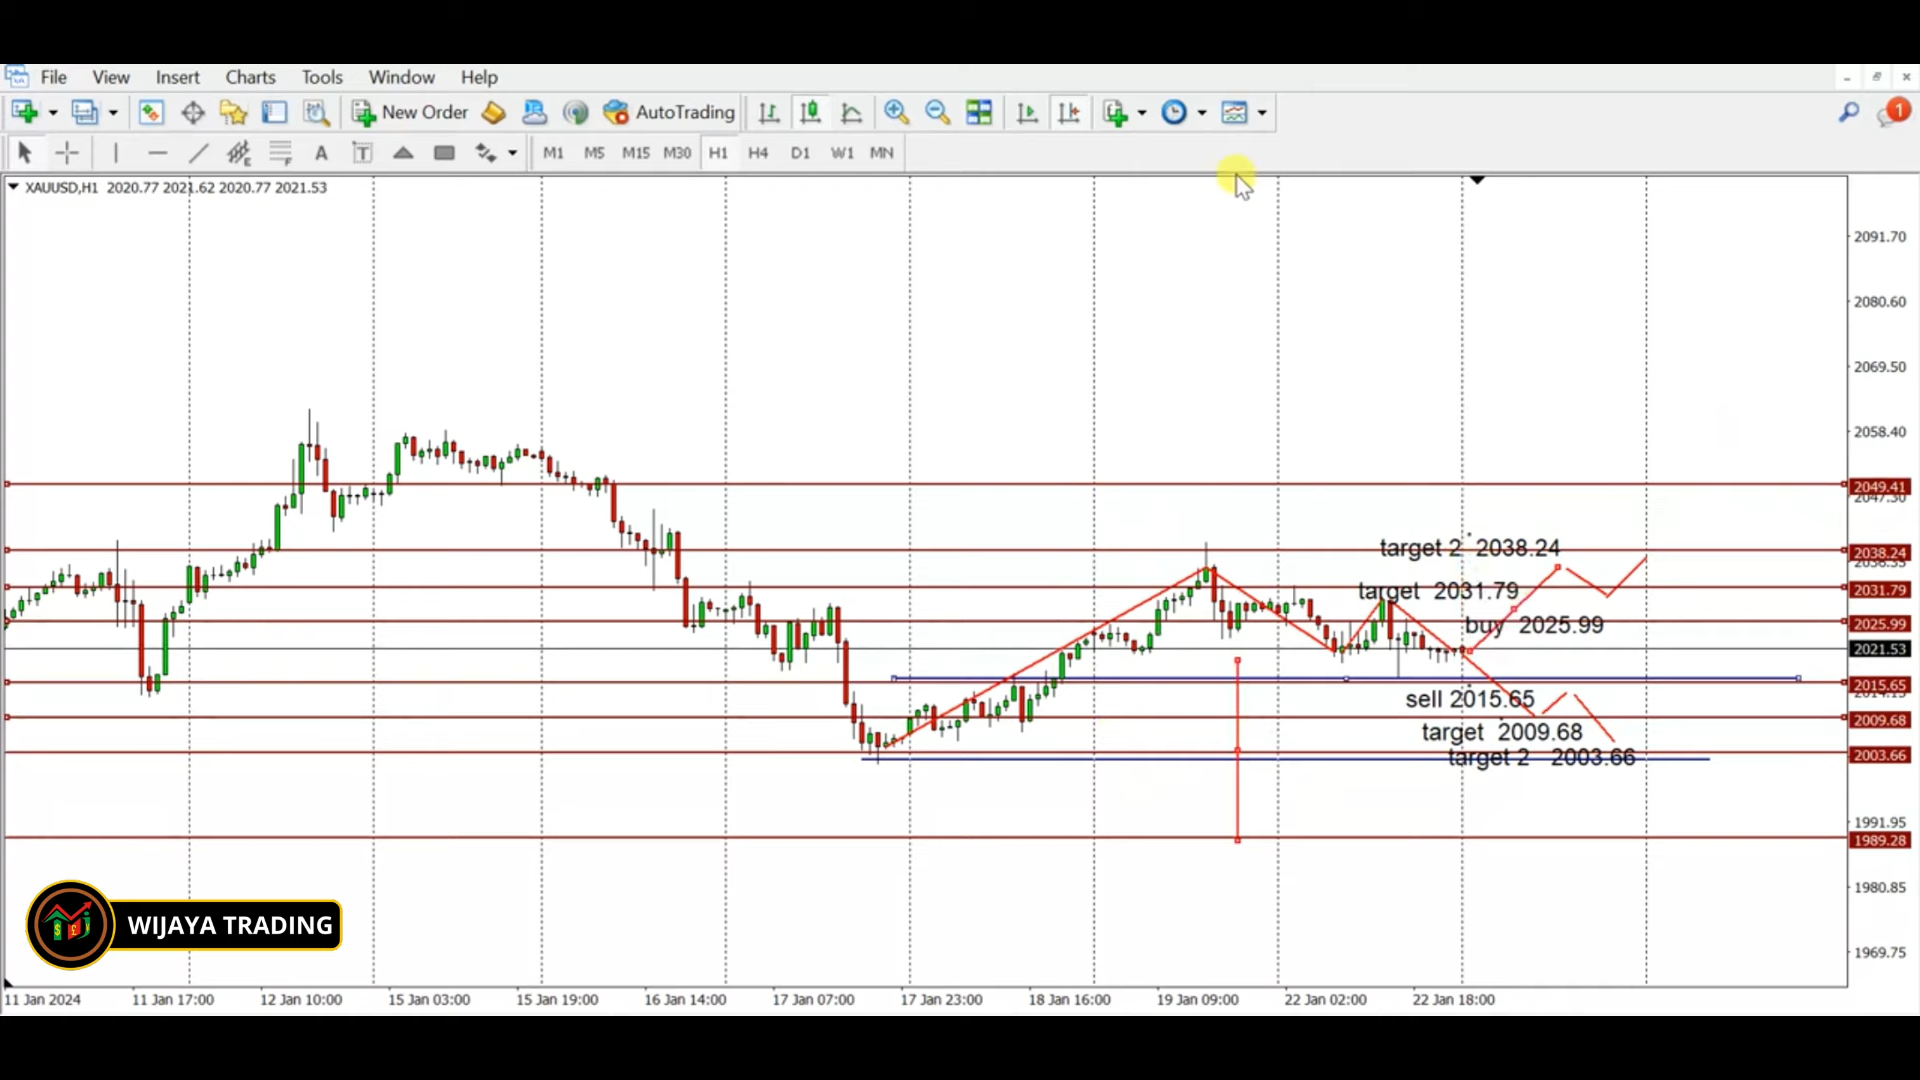 File View Insert Charts Tools Window Help
New Order AutoTrading 1
A T M1 M5 M15 M30 H1 H4 D1 W1 MN
XAUUSD,H1 2020.77 2021.62 2020.77 2021.53
2091.70
2080.60
2069.50
2058.40
2049.41
2047.30
target 2 2038.24
2038.24
2036.35
target 2031.79
2031.79
buy 2025.99
2025.99
2021.53
2015.65
sell 2015.65
2009.68
target 2009.68
2003.66
target 2 2003.66
1991.95
1989.28
1980.85
WIJAYA TRADING
1969.75
11 Jan 2024 11 Jan 17:00 12 Jan 10:00 15 Jan 03:00 15 Jan 19:00 16 Jan 14:00 17 Jan 07:00 17 Jan 23:00 18 Jan 16:00 19 Jan 09:00 22 Jan 02:00 22 Jan 18:00